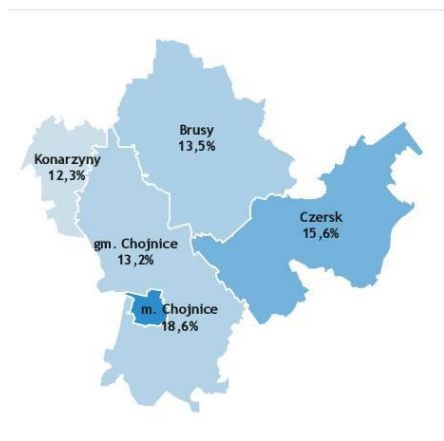 Brusy
13,5%
Konarzyny
12,3%
Czersk
15,6%
gm. Chojnice
13,2%
m. Chojnice
18,6%